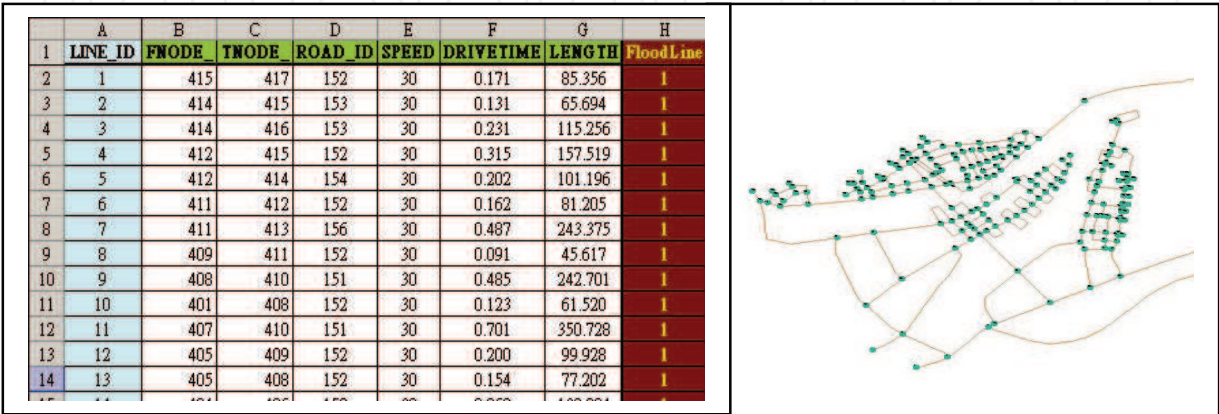 A B C D E F G H
1 LINE_ID FNODE_ TNODE_ ROAD_ID SPEED DRIVETIME LENGTH FloodLine
2 1 415 417 152 30 0.171 85.356 1
3 2 414 415 153 30 0.131 65.694 1
4 3 414 416 153 30 0.231 115.256 1
5 4 412 415 152 30 0.315 157.519 1
6 5 412 414 154 30 0.202 101.196 1
7 6 411 412 152 30 0.162 81.205 1
8 7 411 413 156 30 0.487 243.375 1
9 8 409 411 152 30 0.091 45.617 1
10 9 408 410 151 30 0.485 242.701 1
11 10 401 408 152 30 0.123 61.520 1
12 11 407 410 151 30 0.701 350.728 1
13 12 405 409 152 30 0.200 99.928 1
14 13 405 408 152 30 0.154 77.202 1